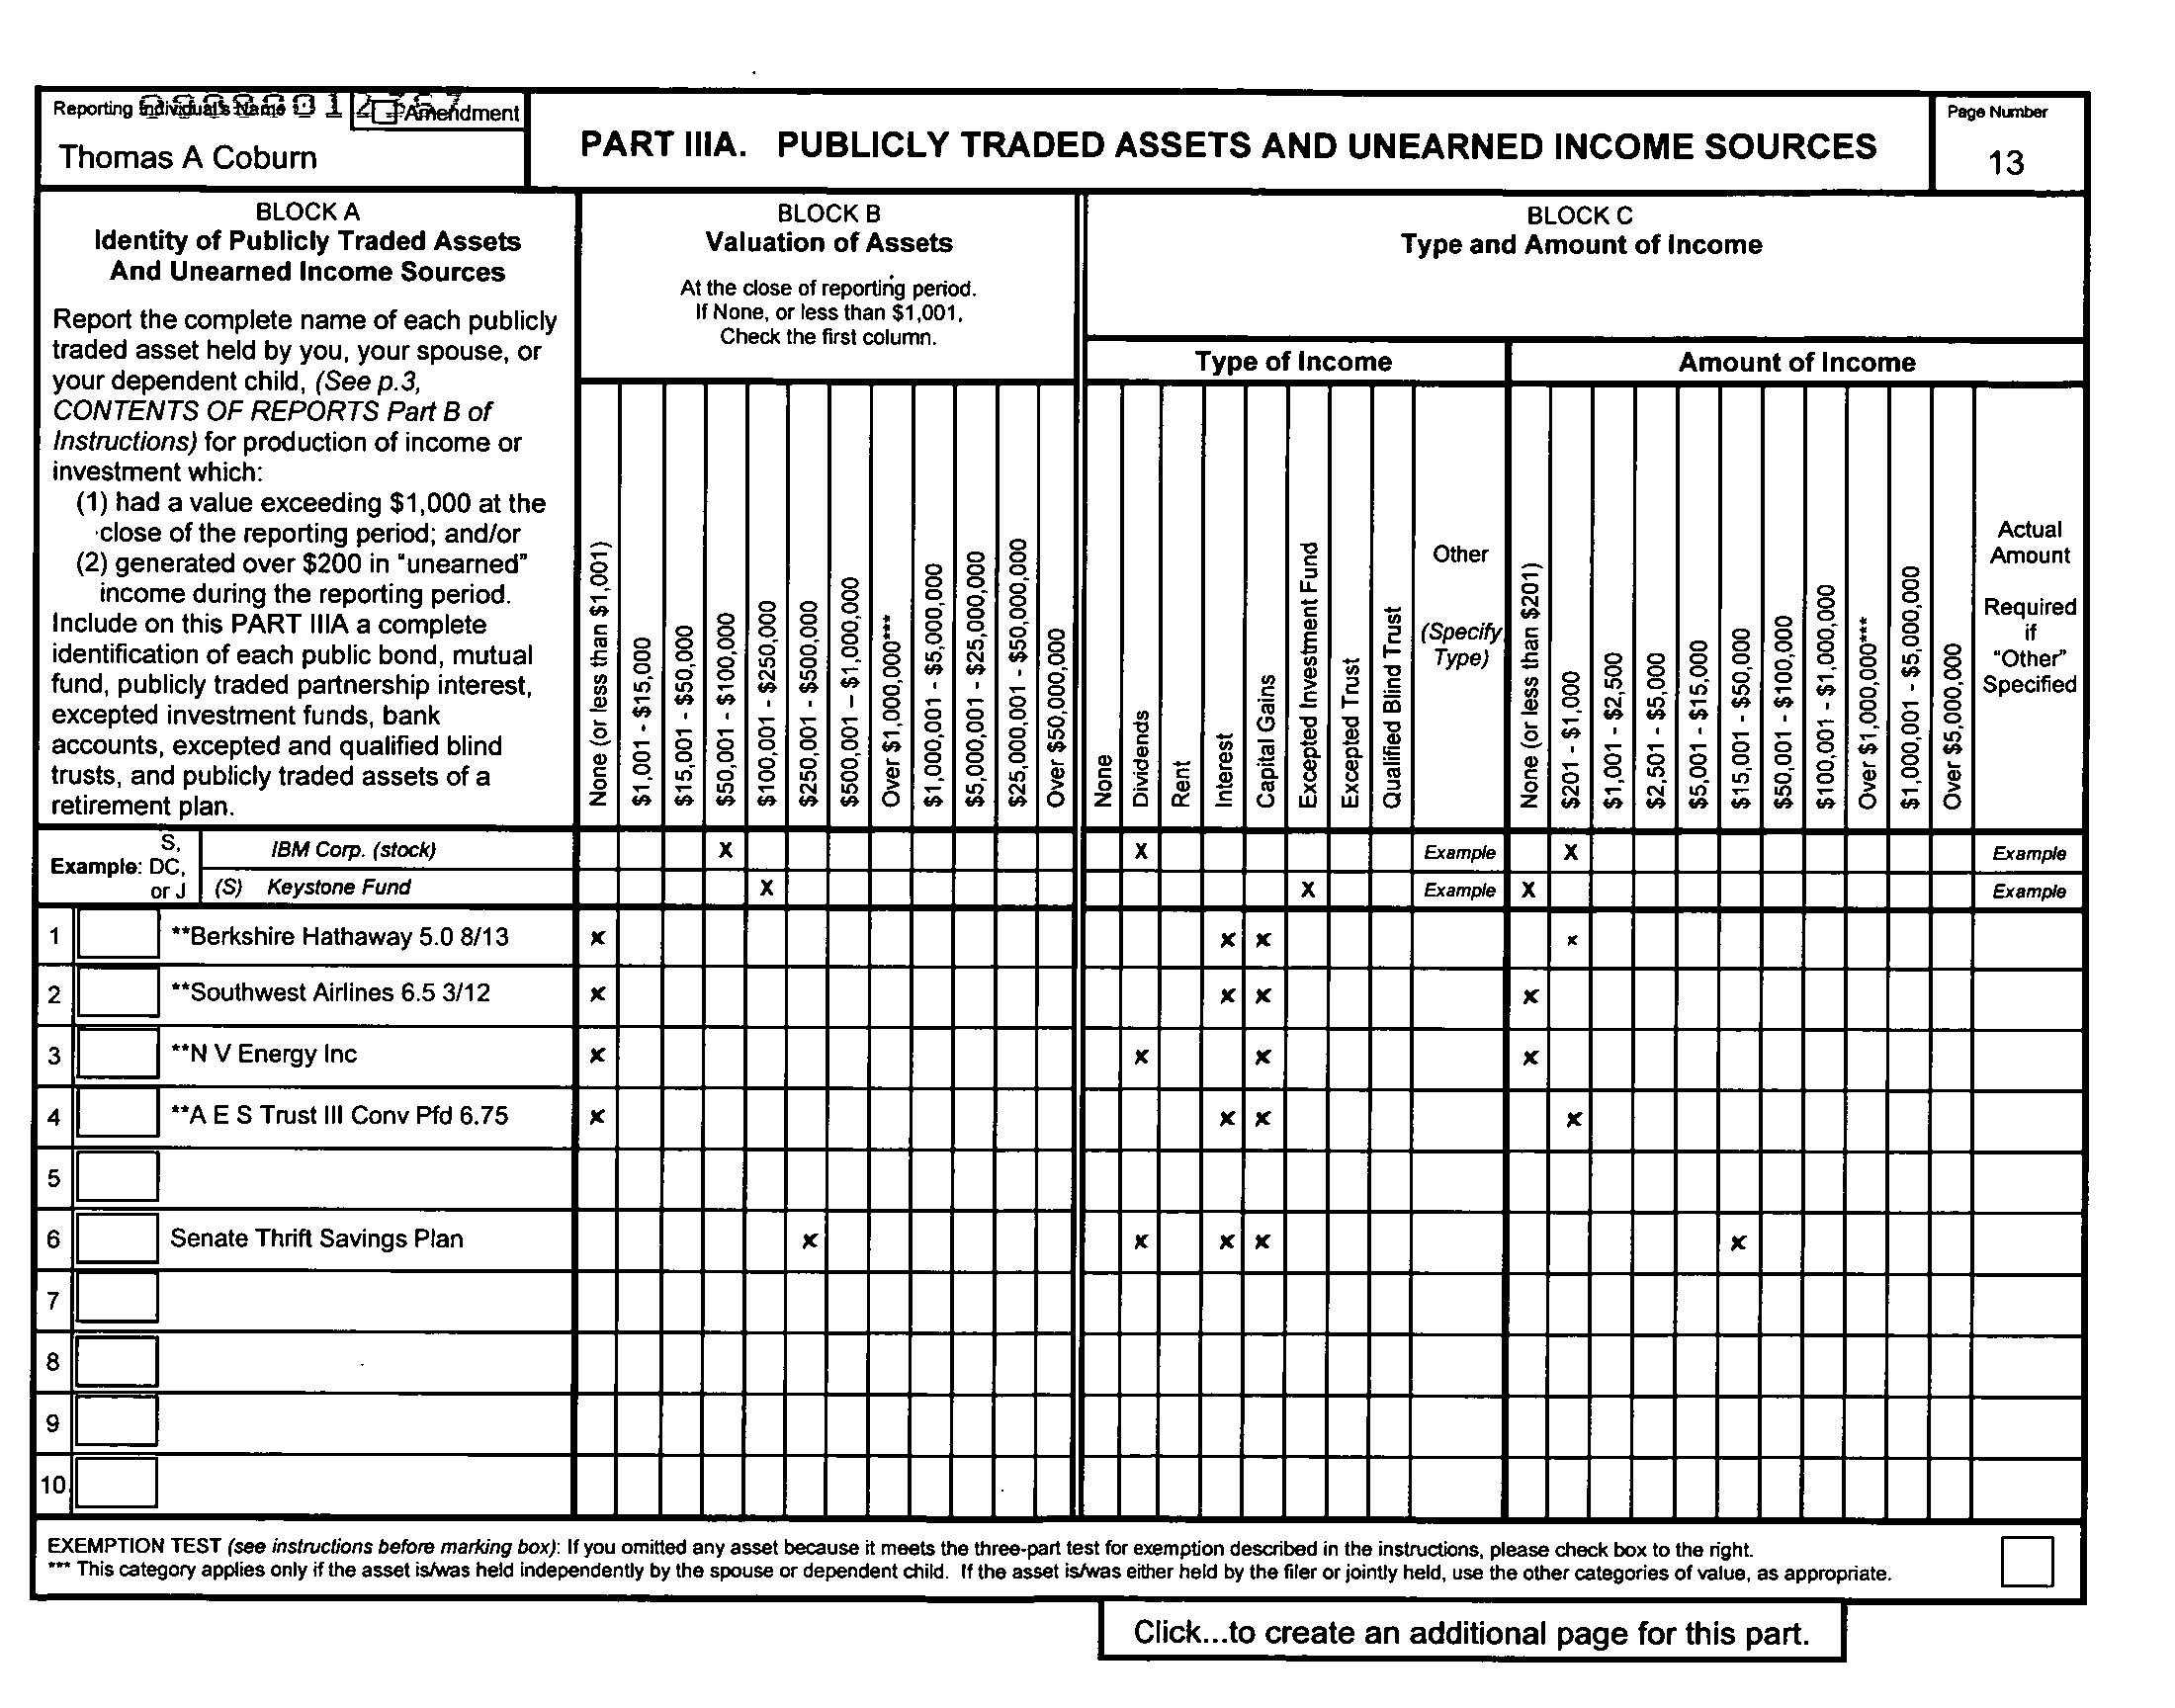 Reporting Individual's Name
Amendment
Thomas A Coburn
PART IIIA. PUBLICLY TRADED ASSETS AND UNEARNED INCOME SOURCES
Page Number
13
BLOCK A
Identity of Publicly Traded Assets
And Unearned Income Sources
Report the complete name of each publicly
traded asset held by you, your spouse, or
your dependent child, (See p.3,
CONTENTS OF REPORTS Part B of
Instructions) for production of income or
investment which:
(1) had a value exceeding $1,000 at the
close of the reporting period; and/or
(2) generated over $200 in "unearned"
income during the reporting period.
Include on this PART IIIA a complete
identification of each public bond, mutual
fund, publicly traded partnership interest,
excepted investment funds, bank
accounts, excepted and qualified blind
trusts, and publicly traded assets of a
retirement plan.
BLOCK B
Valuation of Assets
At the close of reporting period.
If None, or less than $1,001,
Check the first column.
None (or less than $1,001)
$1,001 - $15,000
$15,001 - $50,000
$50,001 - $100,000
$100,001 - $250,000
$250,001 - $500,000
$500,001 – $1,000,000
Over $1,000,000***
$1,000,001 - $5,000,000
$5,000,001 - $25,000,000
$25,000,001 - $50,000,000
Over $50,000,000
BLOCK C
Type and Amount of Income
Type of Income
None
Dividends
Rent
Interest
Capital Gains
Excepted Investment Fund
Excepted Trust
Qualified Blind Trust
Other
(Specify
Type)
Amount of Income
None (or less than $201)
$201 - $1,000
$1,001 - $2,500
$2,501 - $5,000
$5,001 - $15,000
$15,001 - $50,000
$50,001 - $100,000
$100,001 - $1,000,000
Over $1,000,000***
$1,000,001 - $5,000,000
Over $5,000,000
Actual
Amount
Required
if
"Other"
Specified
Example: S, DC, or J
IBM Corp. (stock) X X Example X Example
(S) Keystone Fund X X Example X Example
1 **Berkshire Hathaway 5.0 8/13 x x x x
2 **Southwest Airlines 6.5 3/12 x x x x
3 **N V Energy Inc x x x x
4 **A E S Trust III Conv Pfd 6.75 x x x x
5
6 Senate Thrift Savings Plan x x x x x
7
8
9
10
EXEMPTION TEST (see instructions before marking box): If you omitted any asset because it meets the three-part test for exemption described in the instructions, please check box to the right.
*** This category applies only if the asset is/was held independently by the spouse or dependent child. If the asset is/was either held by the filer or jointly held, use the other categories of value, as appropriate.
Click...to create an additional page for this part.